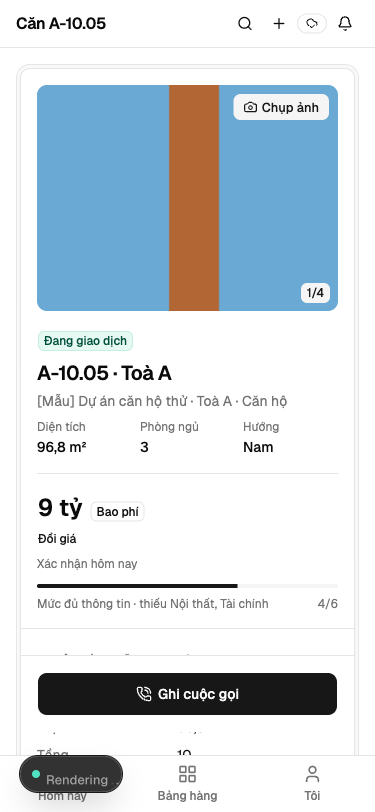 Căn A-10.05
Chụp ảnh
1/4
Đang giao dịch
A-10.05 · Toà A
[Mẫu] Dự án căn hộ thử · Toà A · Căn hộ
Diện tích
Phòng ngủ
Hướng
96,8 m²
3
Nam
9 tỷ
Bao phí
Đổi giá
Xác nhận hôm nay
Mức đủ thông tin · thiếu Nội thất, Tài chính
4/6
Ghi cuộc gọi
Tầng
10
Rendering
Hôm nay
Bảng hàng
Tôi